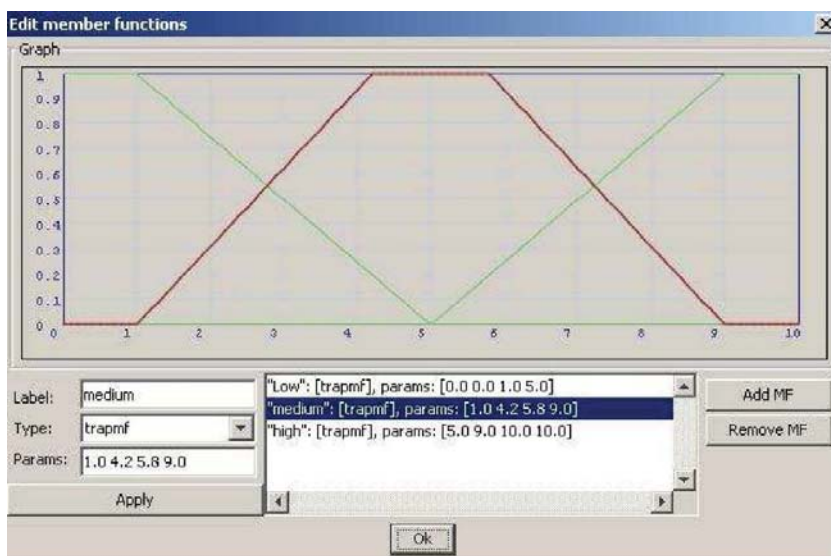 Edit member functions
Graph
1
0.9
0.8
0.7
0.6
0.5
0.4
0.3
0.2
0.1
0
0 1 2 3 4 5 6 7 8 9 10
Label: medium
Type: trapmf
Params: 1.0 4.2 5.8 9.0
Apply
"Low": [trapmf], params: [0.0 0.0 1.0 5.0]
"medium": [trapmf], params: [1.0 4.2 5.8 9.0]
"high": [trapmf], params: [5.0 9.0 10.0 10.0]
Add MF
Remove MF
Ok